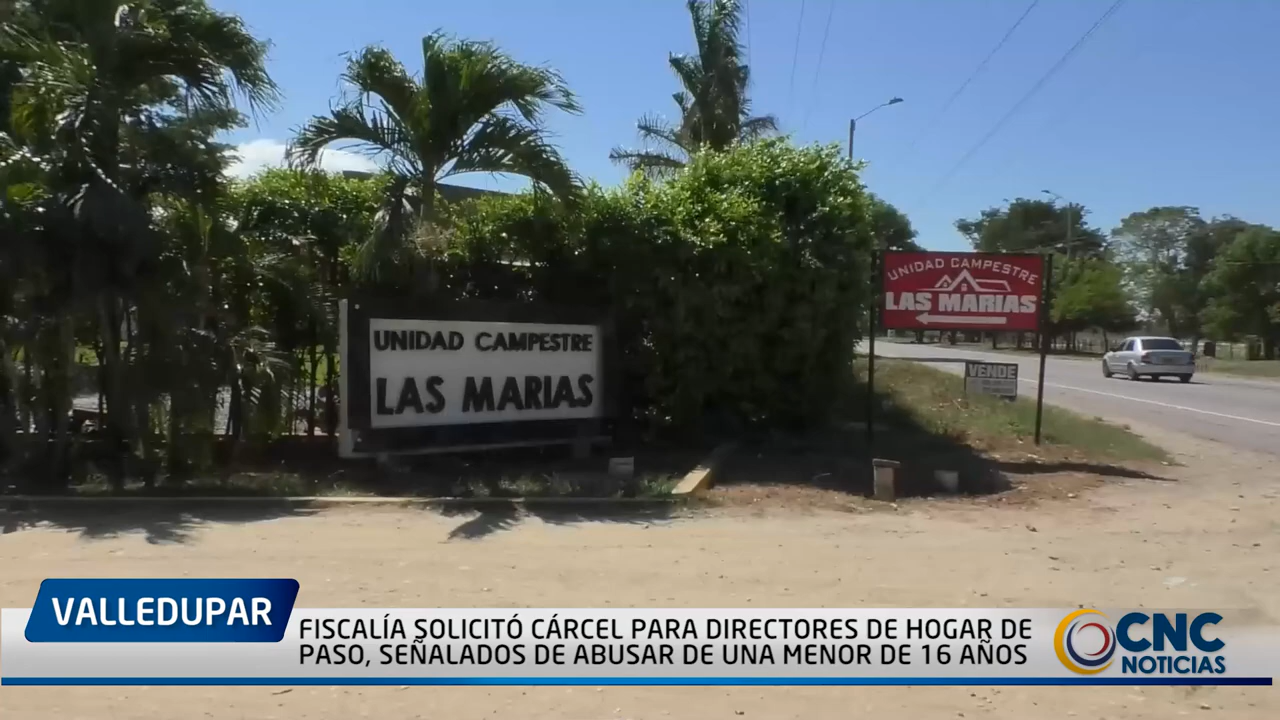 UNIDAD CAMPESTRE
LAS MARIAS
UNIDAD CAMPESTRE
LAS MARIAS
VENDE
VALLEDUPAR
FISCALÍA SOLICITÓ CÁRCEL PARA DIRECTORES DE HOGAR DE
PASO, SEÑALADOS DE ABUSAR DE UNA MENOR DE 16 AÑOS
CNC
NOTICIAS